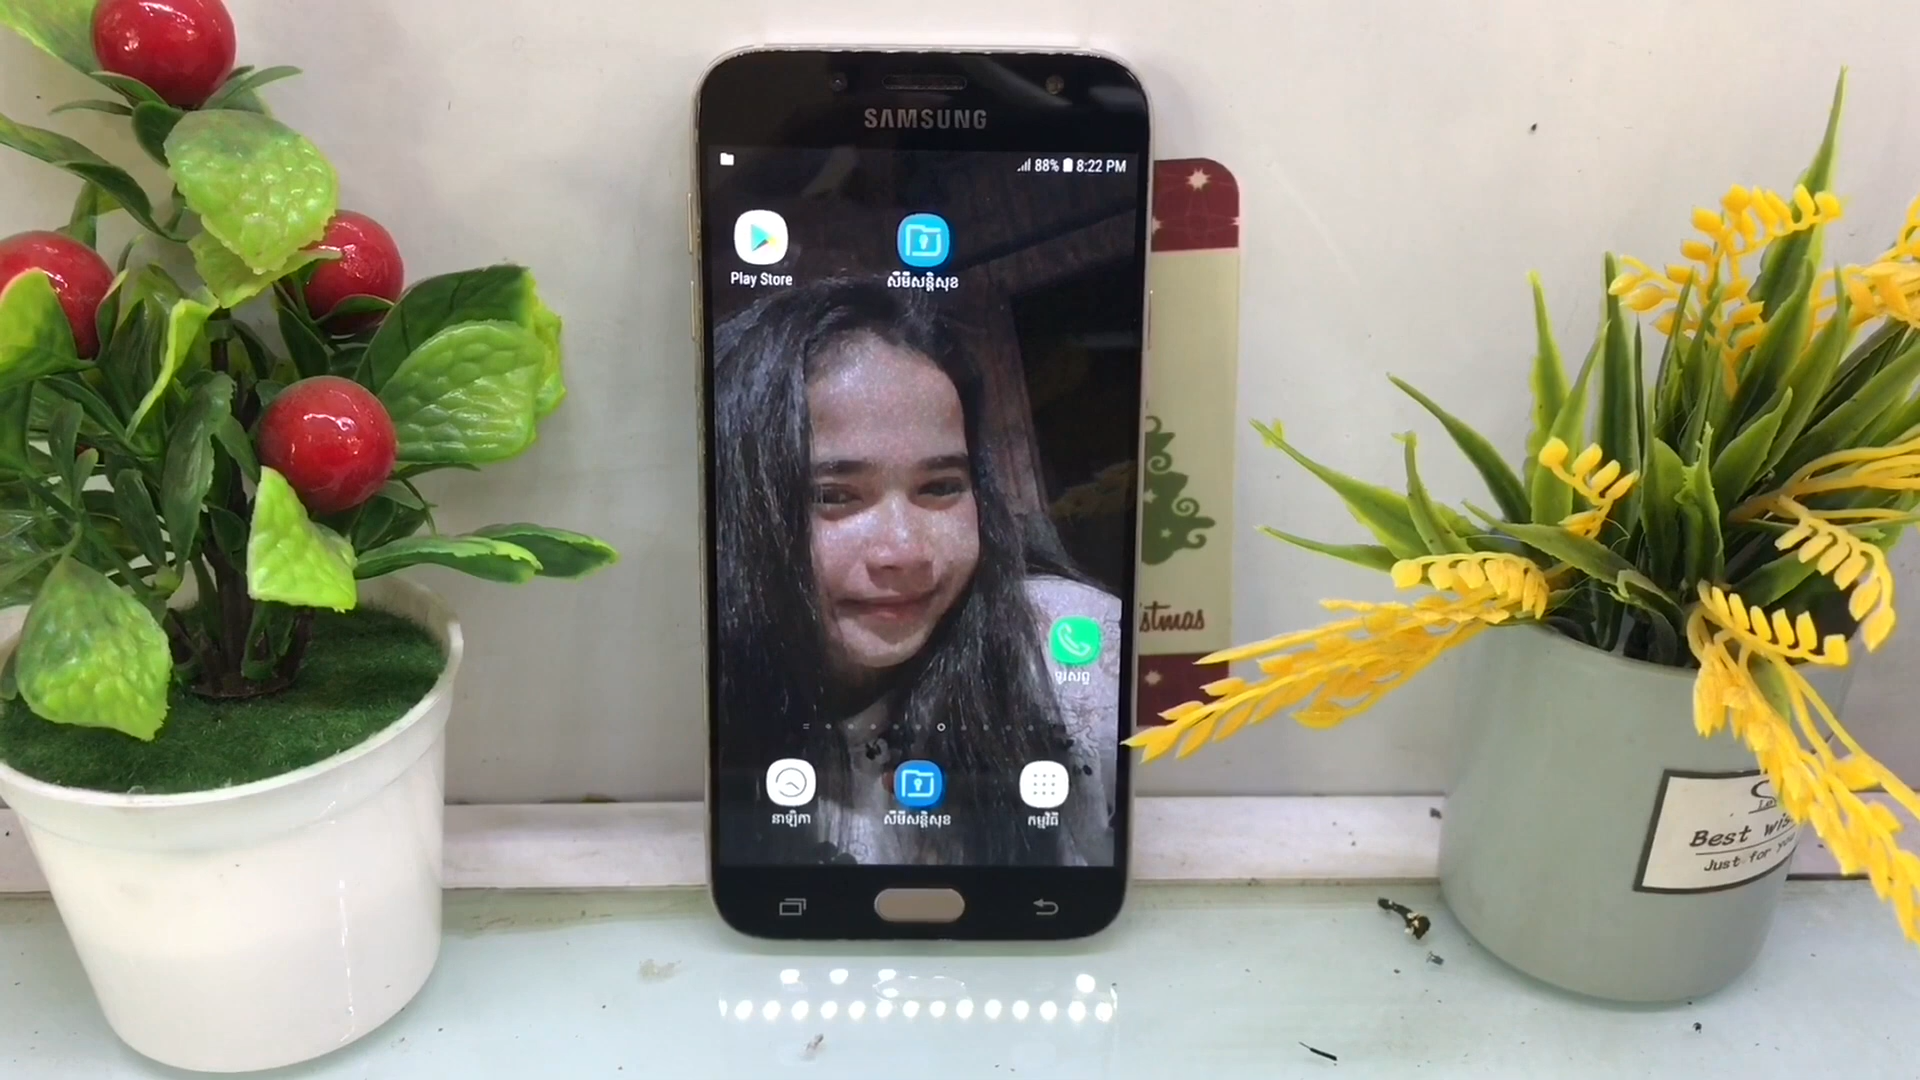 SAMSUNG
88% 8:22 PM
Play Store
ស៊ីមីសន្តិសុខ
ទូរសព្ទ
នាឡិកា
ស៊ីមីសន្តិសុខ
កម្មវិធី
stmas
Best wis
Just for yo